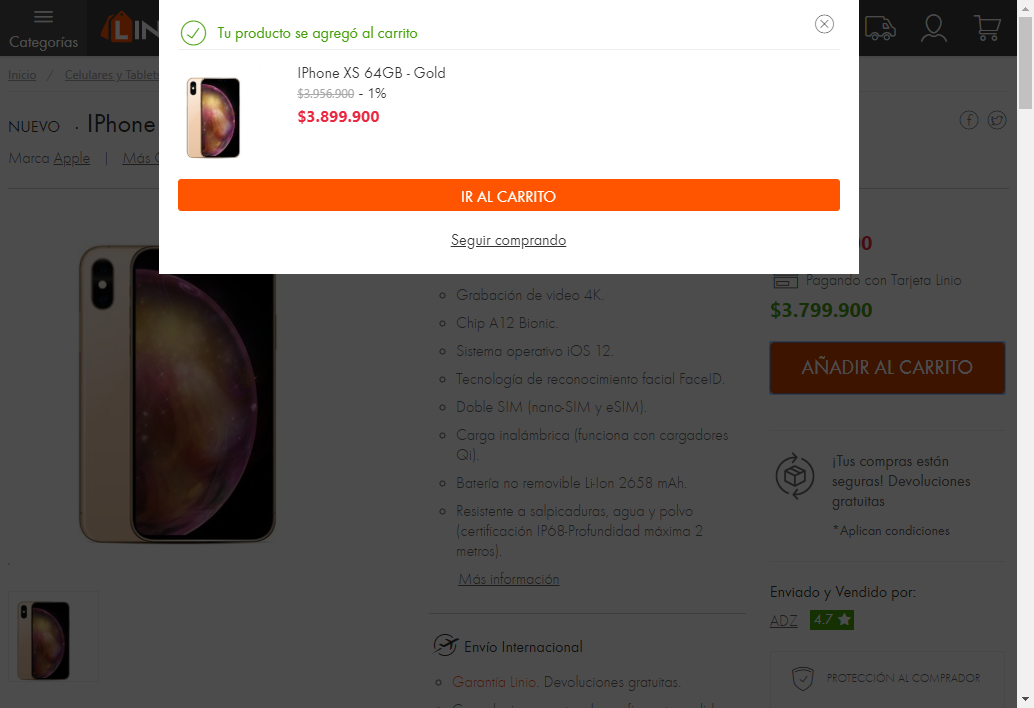 Categorías
LIN
Tu producto se agregó al carrito
IPhone XS 64GB - Gold
$3.956.900 - 1%
$3.899.900
IR AL CARRITO
Seguir comprando
Inicio / Celulares y Tablets
NUEVO · IPhone
Marca Apple | Más
0
Pagando con Tarjeta Linio
$3.799.900
AÑADIR AL CARRITO
Grabación de video 4K.
Chip A12 Bionic.
Sistema operativo iOS 12.
Tecnología de reconocimiento facial FaceID.
Doble SIM (nano-SIM y eSIM).
Carga inalámbrica (funciona con cargadores
Qi).
Batería no removible Li-Ion 2658 mAh.
Resistente a salpicaduras, agua y polvo
(certificación IP68-Profundidad máxima 2
metros).
Más información
¡Tus compras están
seguras! Devoluciones
gratuitas
*Aplican condiciones
Enviado y Vendido por:
ADZ 4.7
Envío Internacional
Garantía Linio. Devoluciones gratuitas.
PROTECCIÓN AL COMPRADOR